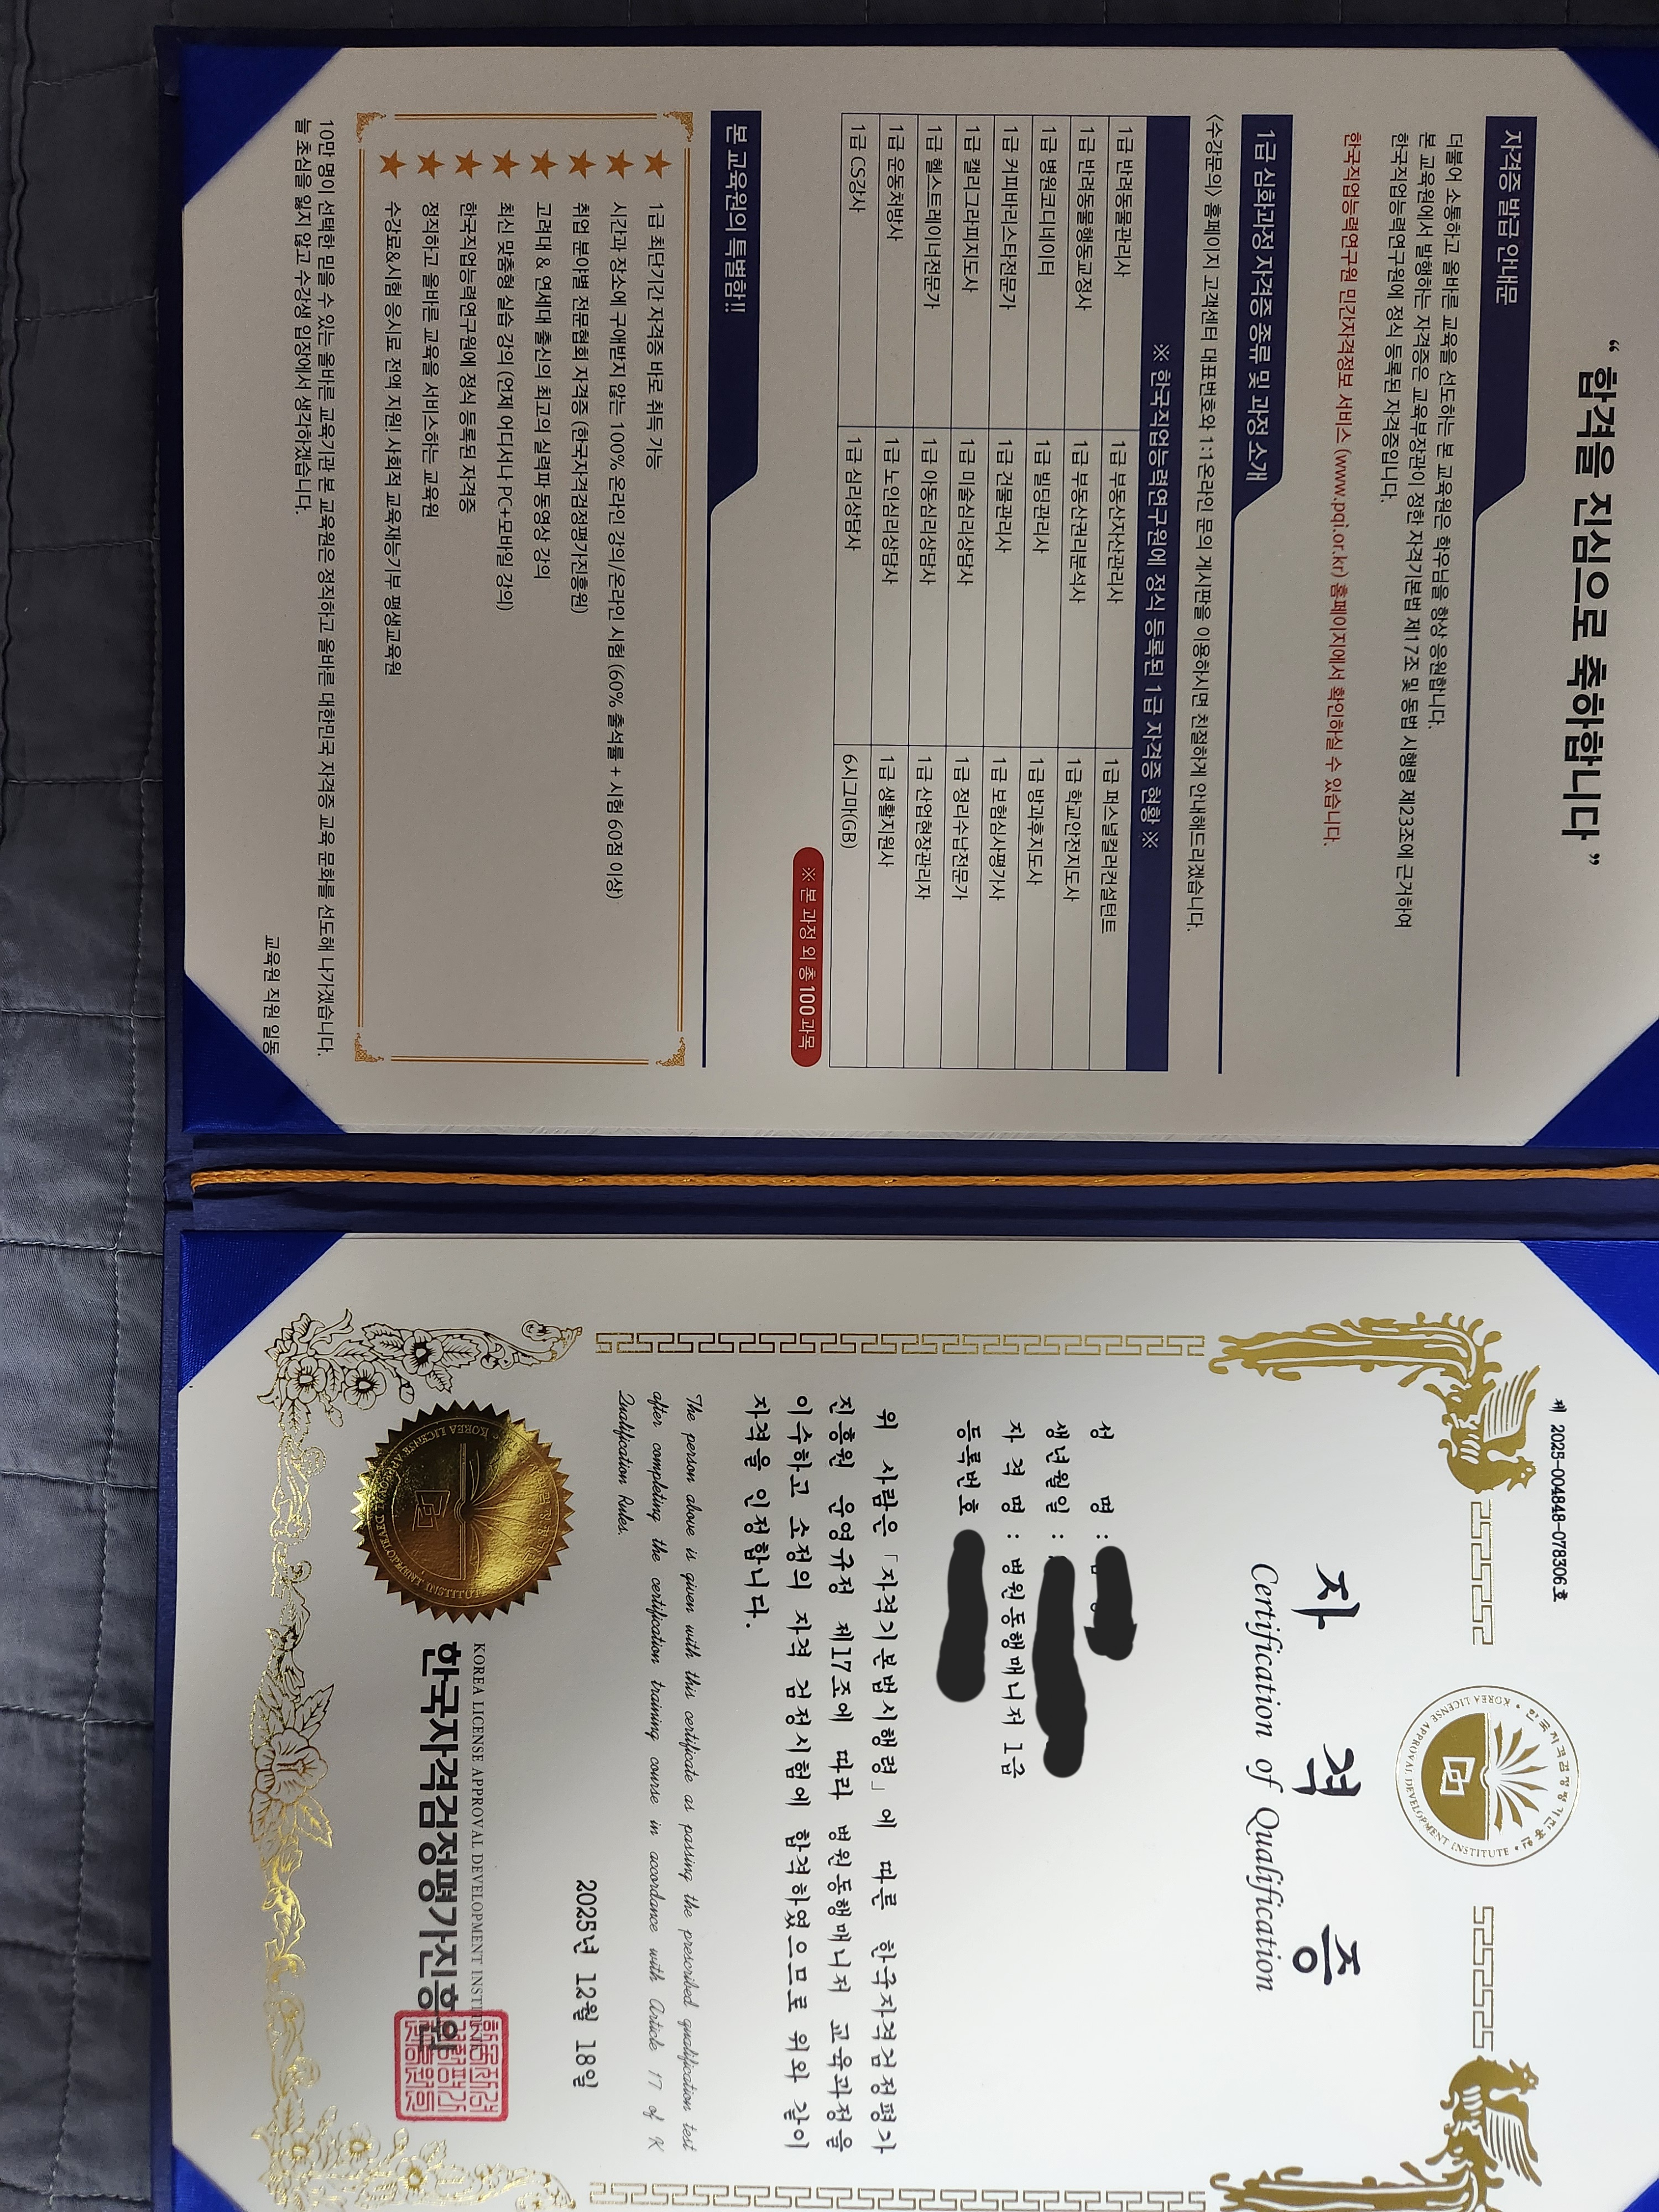 “ 합격을 진심으로 축하합니다 ”
자격증 발급 안내문
더불어 소통하고 올바른 교육을 선도하는 본 교육원은 학우님을 항상 응원합니다.
본 교육원에서 발행하는 자격증은 교육부장관이 정한 자격기본법 제17조 및 동법 시행령 제23조에 근거하여
한국직업능력연구원에 정식 등록된 자격증입니다.
한국직업능력연구원 민간자격정보 서비스 (www.pqi.or.kr) 홈페이지에서 확인하실 수 있습니다.
1급 심화과정 자격증 종류 및 과정 소개
<수강문의> 홈페이지 고객센터 대표번호와 1:1온라인 문의 게시판을 이용하시면 친절하게 안내해드리겠습니다.
※ 한국직업능력연구원에 정식 등록된 1급 자격증 현황 ※
1급 반려동물관리사 1급 부동산자산관리사 1급 퍼스널컬러컨설턴트
1급 반려동물행동교정사 1급 부동산권리분석사 1급 학교안전지도사
1급 병원코디네이터 1급 빌딩관리사 1급 방과후지도사
1급 커피바리스타전문가 1급 건물관리사 1급 보험심사평가사
1급 캘리그라피지도사 1급 미술심리상담사 1급 정리수납전문가
1급 헬스트레이너전문가 1급 아동심리상담사 1급 산업현장관리자
1급 운동처방사 1급 노인심리상담사 1급 생활지원사
1급 CS강사 1급 심리상담사 6시그마(GB)
※ 본 과정 외 총 100과목
본 교육원의 특별함!!
1급 최단기간 자격증 바로 취득 가능
시간과 장소에 구애받지 않는 100% 온라인 강의/온라인 시험 (60% 출석률 + 시험 60점 이상)
취업 분야별 전문협회 자격증 (한국자격검정평가진흥원)
고려대 & 연세대 출신의 최고의 실력파 동영상 강의
최신 맞춤형 실습 강의 (언제 어디서나 PC+모바일 강의)
한국직업능력연구원에 정식 등록된 자격증
정직하고 올바른 교육을 서비스하는 교육원
수강료&시험 응시료 전액 지원! 사회적 교육재능기부 평생교육원
10만 명이 선택한 믿을 수 있는 올바른 교육기관 본 교육원은 정직하고 올바른 대한민국 자격증 교육 문화를 선도해 나가겠습니다.
늘 초심을 잃지 않고 수강생 입장에서 생각하겠습니다.
교육원 직원 일동
제 2025-004848-078306호
한국자격검정평가진흥원
KOREA LICENSE APPROVAL DEVELOPMENT INSTITUTE
자 격 증
Certification of Qualification
성 명 :
생년월일 :
자 격 명 : 병원동행매니저 1급
등록번호
위 사람은 「자격기본법시행령」에 따른 한국자격검정평가
진흥원 운영규정 제17조에 따라 병원동행매니저 교육과정을
이수하고 소정의 자격 검정시험에 합격하였으므로 위와 같이
자격을 인정합니다.
The person above is given with this certificate as passing the prescribed qualification test
after completing the certification training course in accordance with Article 17 of K
Qualification Rules.
2025년 12월 18일
KOREA LICENSE APPROVAL DEVELOPMENT INSTITUTE
한국자격검정평가진흥원